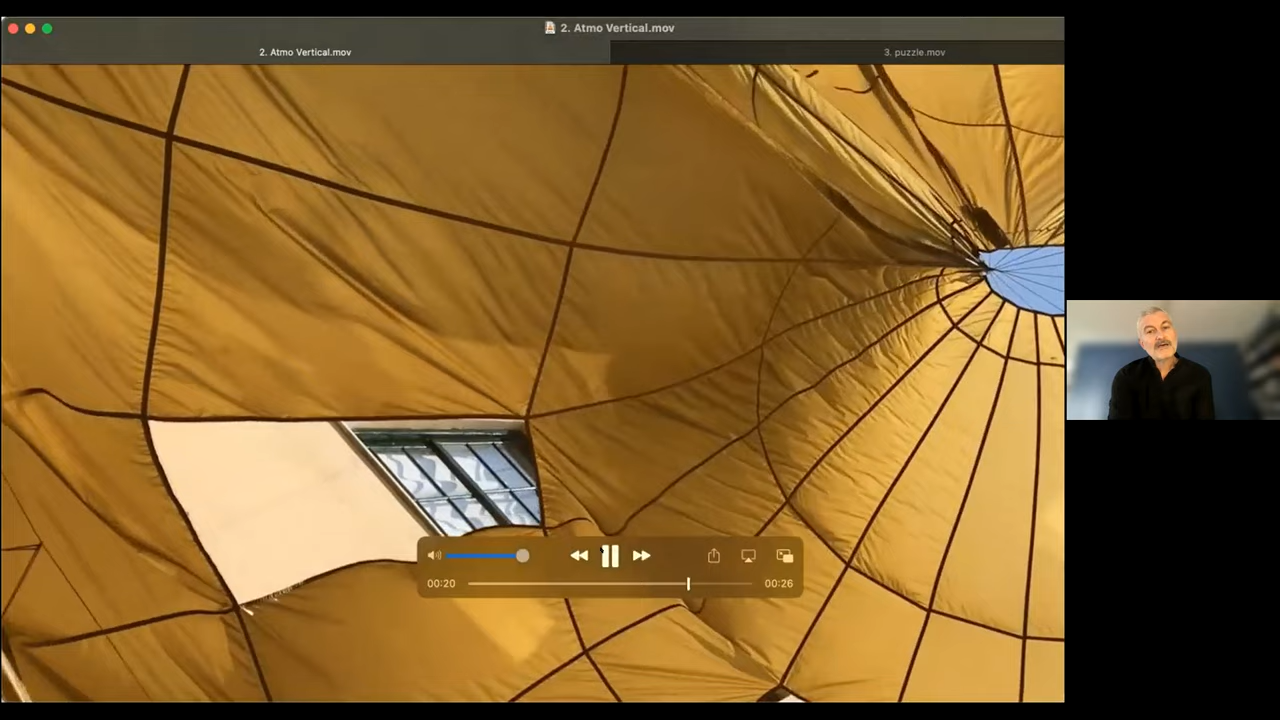 2. Atmo Vertical.mov
2. Atmo Vertical.mov
3. puzzle.mov
00:20
00:26